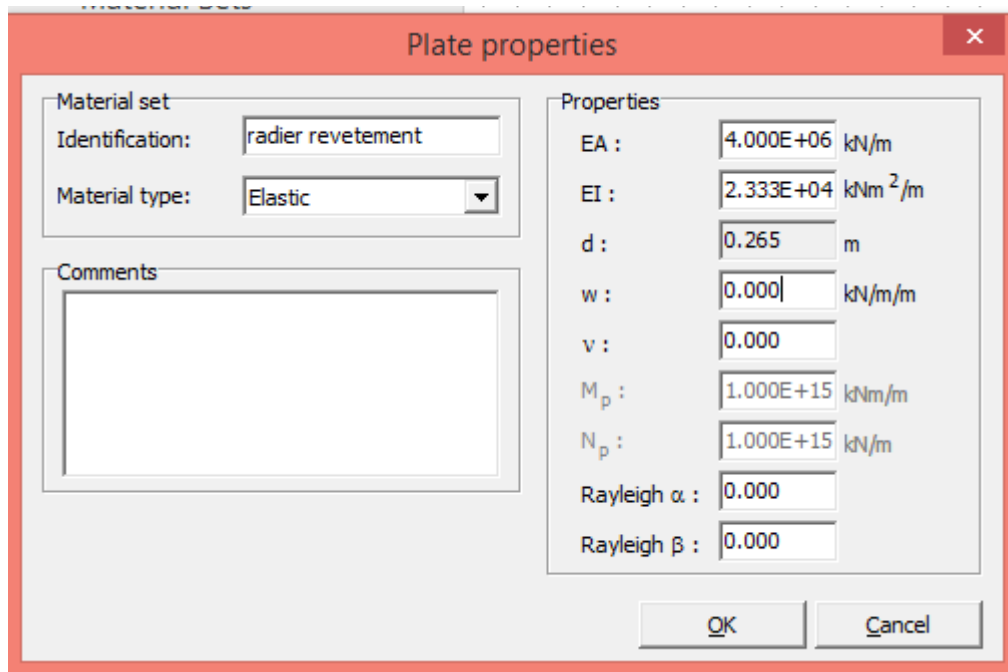 Material sets
Plate properties
Material set
Identification: radier revetement
Material type: Elastic
Comments
Properties
EA : 4.000E+06 kN/m
EI : 2.333E+04 kNm 2/m
d : 0.265 m
w : 0.000 kN/m/m
ν : 0.000
Mp : 1.000E+15 kNm/m
Np : 1.000E+15 kN/m
Rayleigh α : 0.000
Rayleigh β : 0.000
OK Cancel